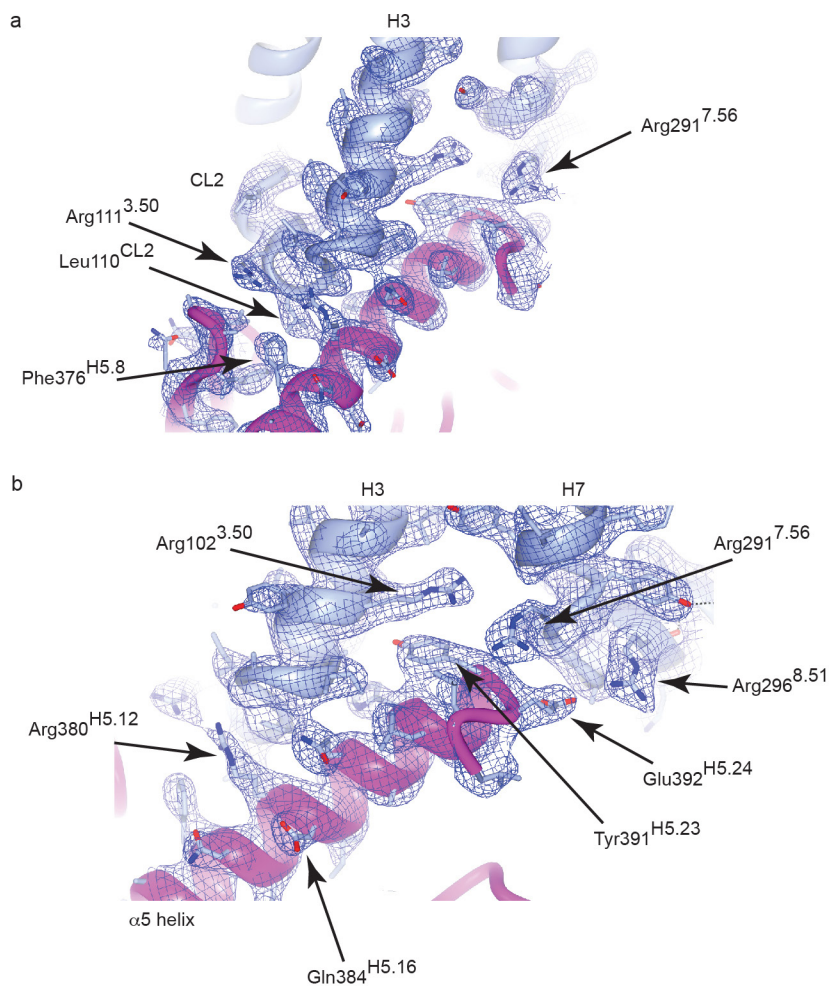 a
H3
Arg291^7.56
CL2
Arg111^3.50
Leu110^CL2
Phe376^H5.8
b
H3 H7
Arg102^3.50
Arg291^7.56
Arg296^8.51
Arg380^H5.12
Glu392^H5.24
Tyr391^H5.23
α5 helix
Gln384^H5.16